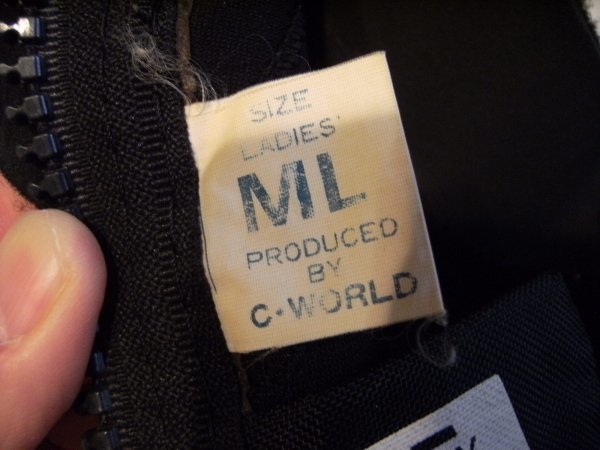 SIZE
LADIES'
ML
PRODUCED
BY
C·WORLD